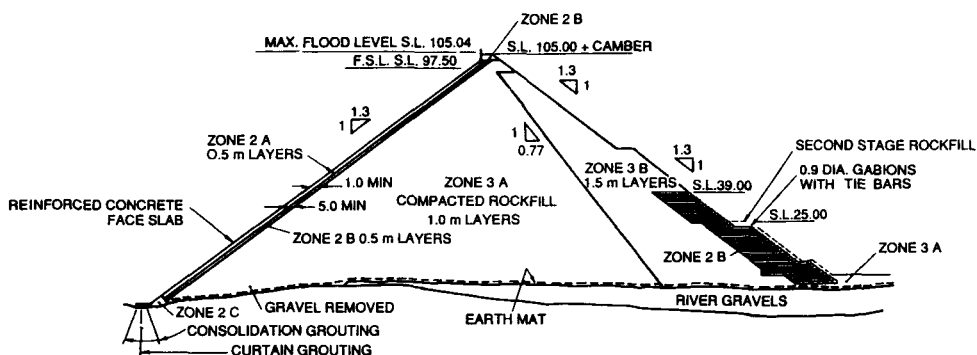 ZONE 2 B
MAX. FLOOD LEVEL S.L. 105.04
S.L. 105.00 + CAMBER
F.S.L. S.L. 97.50
1.3
1
1.3
1
1
0.77
ZONE 2 A
0.5 m LAYERS
1.0 MIN
5.0 MIN
REINFORCED CONCRETE
FACE SLAB
ZONE 2 B 0.5 m LAYERS
ZONE 3 A
COMPACTED ROCKFILL
1.0 m LAYERS
1.3
1
ZONE 3 B
1.5 m LAYERS
S.L.39.00
SECOND STAGE ROCKFILL
0.9 DIA. GABIONS
WITH TIE BARS
S.L.25.00
ZONE 2 B
ZONE 3 A
ZONE 2 C
GRAVEL REMOVED
EARTH MAT
RIVER GRAVELS
CONSOLIDATION GROUTING
CURTAIN GROUTING